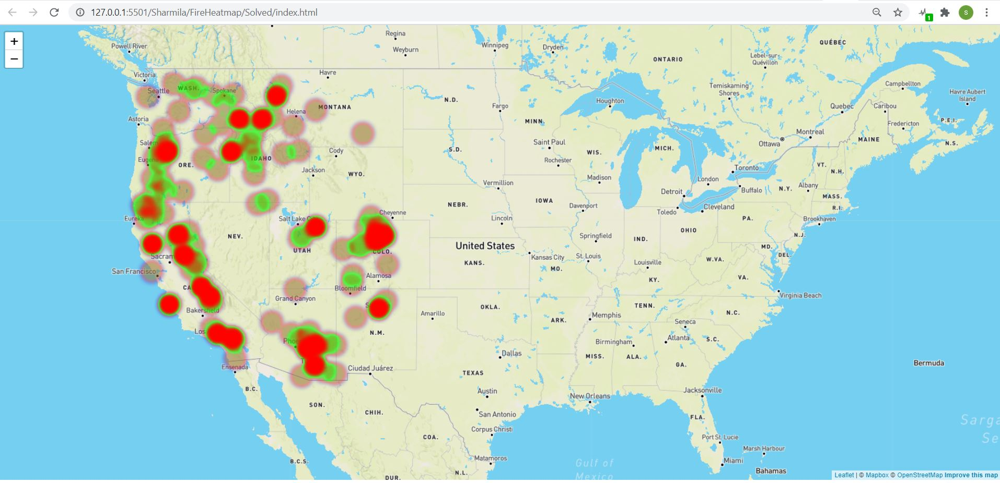 127.0.0.1:5501/Sharmila/FireHeatmap/Solved/index.html
1
S
+
−
Regina
QUÉBEC
Powell River
Winnipeg
Dryden
Weyburn
Lebel-sur-
Quévillon
ONTARIO
Havre
Victoria
Temiskaming
Shores
Campbellton
WASH.
Spokane
Seattle
Havre Aubert
Island
N.D.
Houghton
MONTANA
Fargo
Quebec
Caribou
Helena
Astoria
MINN.
P.E.I.
Fredericton
Montreal
MAINE
Ottawa
Salem
Saint Paul
N.S.
S.D.
MICH.
Cody
WIS.
IDAHO
Eugene
ORE.
Rochester
VT.
Toronto
Jackson
WYO.
N.H.
Madison
London
Vermillion
Albany
N.Y.
Buffalo
Detroit
MASS.
IOWA
NEBR.
Davenport
Cleveland
R.I.
Toledo
Cheyenne
Eureka
Salt Lake
Lincoln
PA.
Brookhaven
OHIO
NEV.
Springfield
N.J.
IND.
United States
MD.
UTAH
COLO.
DEL.
Kansas City
St. Louis
W.VA.
KANS.
Louisville
MO.
San Francisco
Alamosa
VA.
KY.
Bloomfield
Grand Canyon
Virginia Beach
TENN.
OKLA.
Bakersfield
Amarillo
N.C.
Memphis
ARK.
Seneca
Los
N.M.
Atlanta
S.C.
Birmingham
Dallas
MISS.
ALA.
Bermuda
GA.
Ensenada
Ciudad Juárez
TEXAS
B.C.
Jacksonville
Austin
New Orleans
SON.
CHIH.
San Antonio
FLA.
Sarga
Corpus Christi
COA.
Port St. Lucie
Se
Marsh Harbour
Matamoros
B.C.S.
Gulf of
Mexico
Miami
Bahamas
N.L.
DUR.
Leaflet | © Mapbox © OpenStreetMap Improve this map